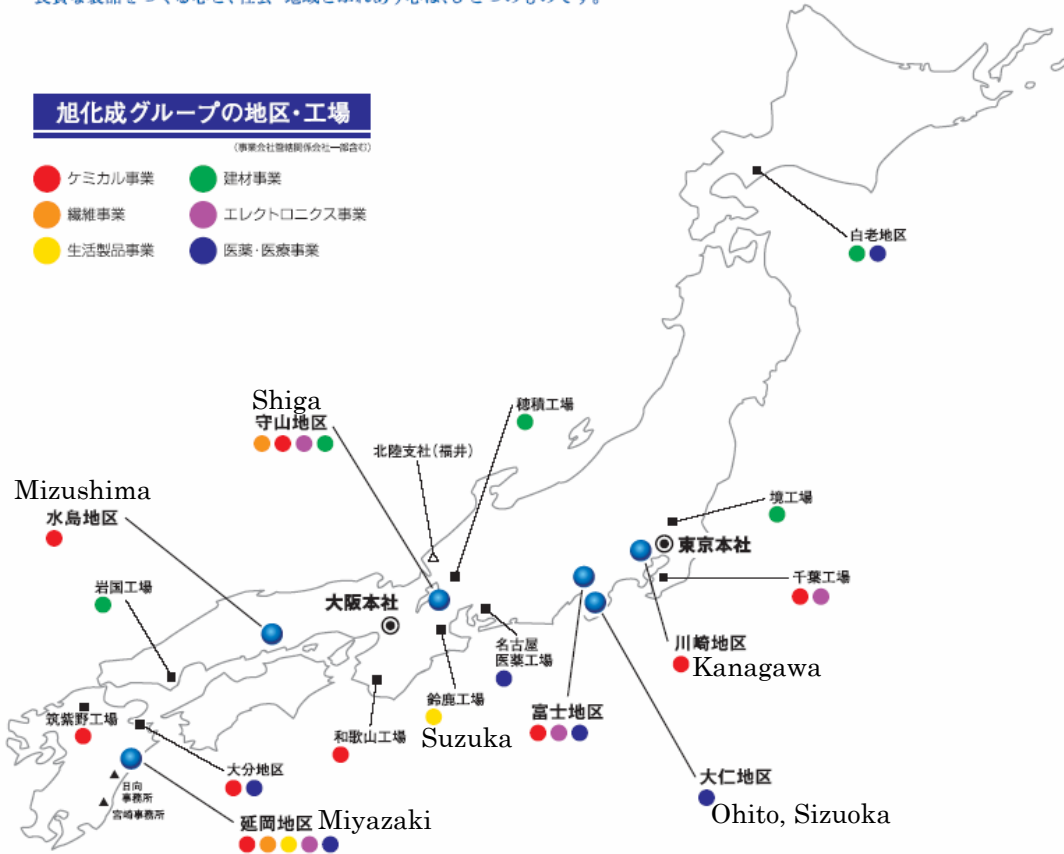 旭化成グループの地区・工場
(事業会社管轄関係会社一部含む)
ケミカル事業
建材事業
繊維事業
エレクトロニクス事業
生活製品事業
医薬・医療事業
白老地区
Shiga
守山地区
穂積工場
北陸支社(福井)
Mizushima
水島地区
境工場
東京本社
岩国工場
大阪本社
千葉工場
名古屋
医薬工場
川崎地区
Kanagawa
鈴鹿工場
Suzuka
富士地区
筑紫野工場
和歌山工場
大分地区
大仁地区
Ohito, Sizuoka
日向
事務所
宮崎事務所
延岡地区 Miyazaki